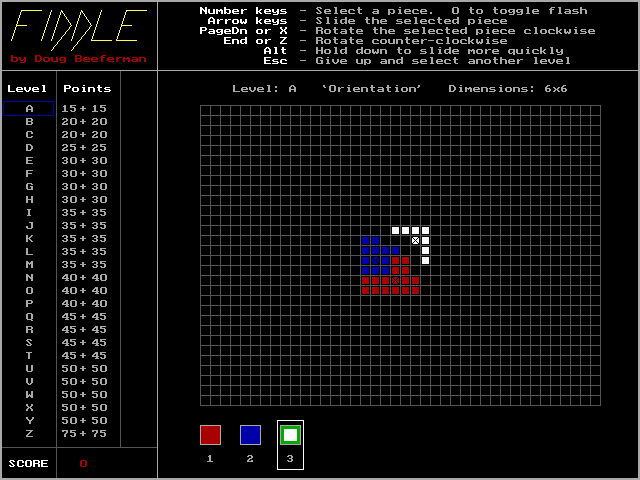 FIDDLE
by Doug Beeferman
Number keys - Select a piece. 0 to toggle flash
Arrow keys - Slide the selected piece
PageDn or X - Rotate the selected piece clockwise
End or Z - Rotate counter-clockwise
Alt - Hold down to slide more quickly
Esc - Give up and select another level
Level Points
Level: A 'Orientation' Dimensions: 6x6
A 15+15
B 20+20
C 20+20
D 25+25
E 30+30
F 30+30
G 30+30
H 30+30
I 35+35
J 35+35
K 35+35
L 35+35
M 35+35
N 40+40
O 40+40
P 40+40
Q 45+45
R 45+45
S 45+45
T 45+45
U 50+50
V 50+50
W 50+50
X 50+50
Y 50+50
Z 75+75
1 2 3
SCORE 0